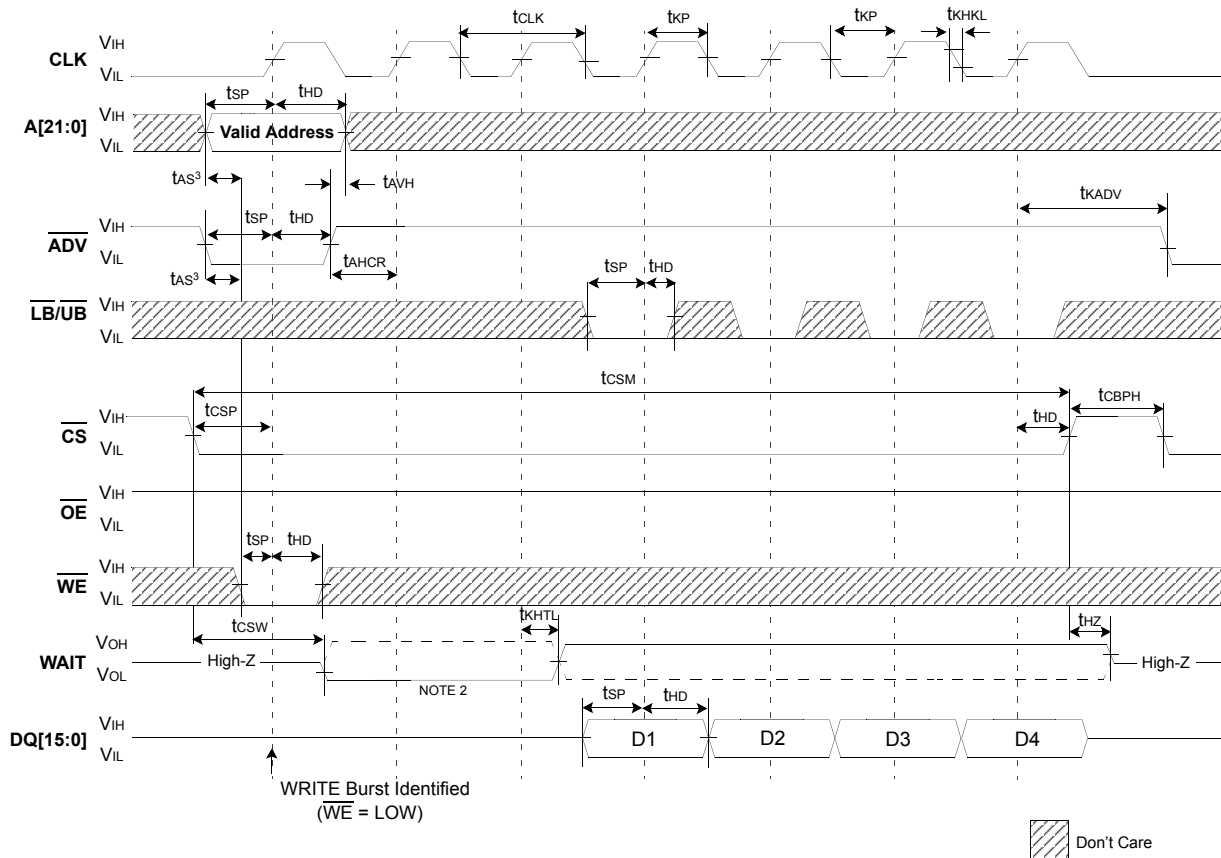 tCLK tKP tKP tKHKL
CLK VIH
VIL
tSP tHD
A[21:0] VIH Valid Address
VIL
tAS3 tAVH
tSP tHD tKADV
ADV VIH
VIL
tAS3 tAHCR
tSP tHD
LB/UB VIH
VIL
tCSM
tCSP tHD tCBPH
CS VIH
VIL
OE VIH
VIL
tSP tHD
WE VIH
VIL
tCSW tKHTL tHZ
WAIT VOH High-Z High-Z
VOL NOTE 2
tSP tHD
DQ[15:0] VIH D1 D2 D3 D4
VIL
WRITE Burst Identified
(WE = LOW)
Don't Care